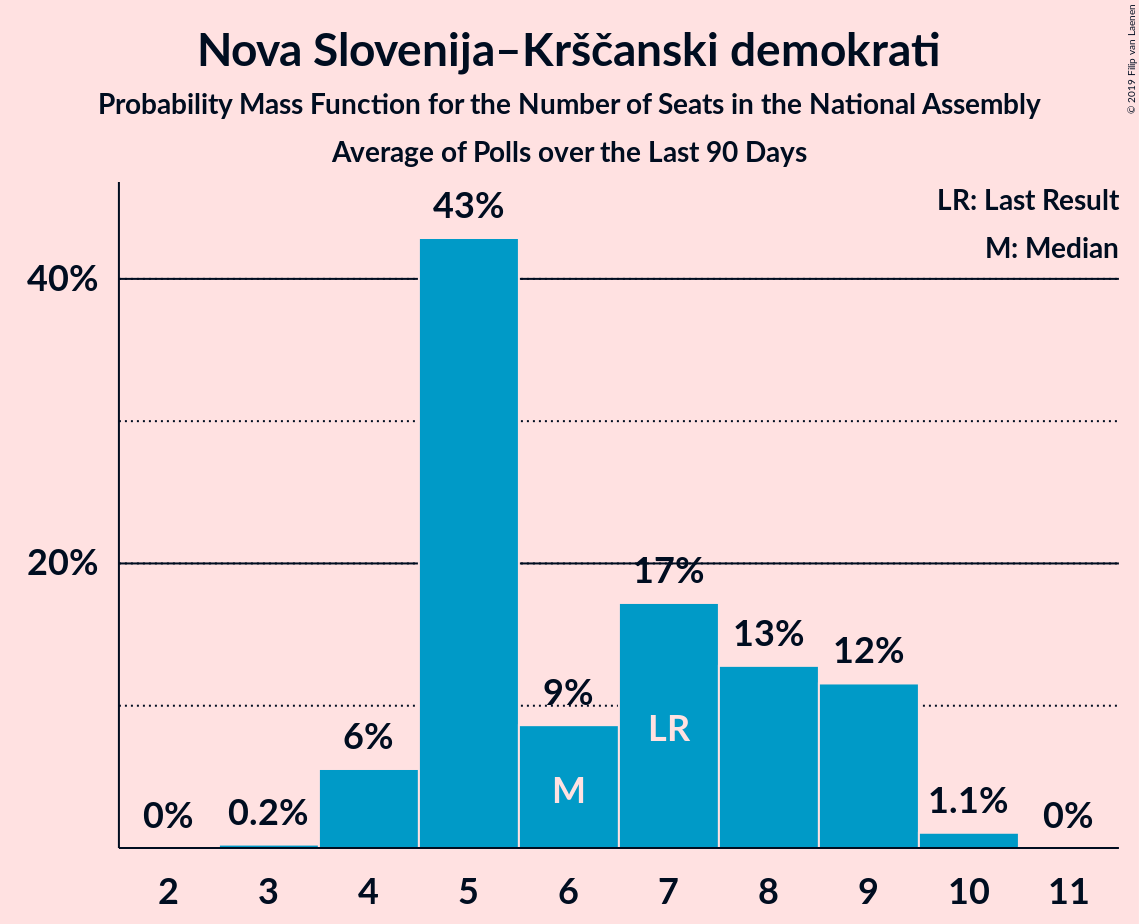 Nova Slovenija–Krščanski demokrati
Probability Mass Function for the Number of Seats in the National Assembly
Average of Polls over the Last 90 Days
© 2019 Filip van Laenen
LR: Last Result
M: Median
43%
40%
20%
17%
13%
12%
9%
LR
6%
M
1.1%
0%
0.2%
0%
2 3 4 5 6 7 8 9 10 11